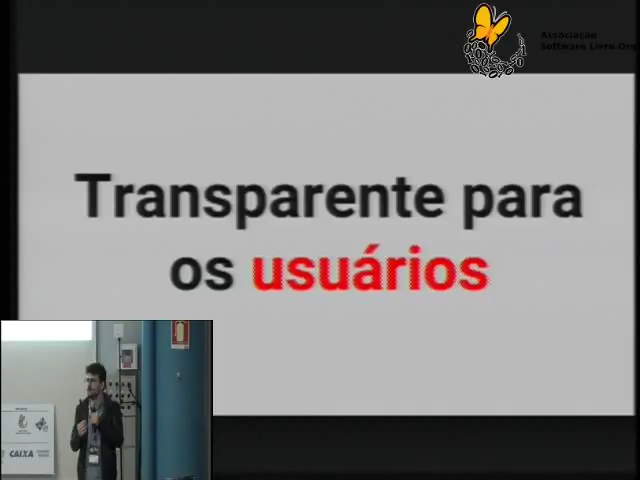 Associação
Software Livre.Org
Transparente para
os usuários
CAIXA